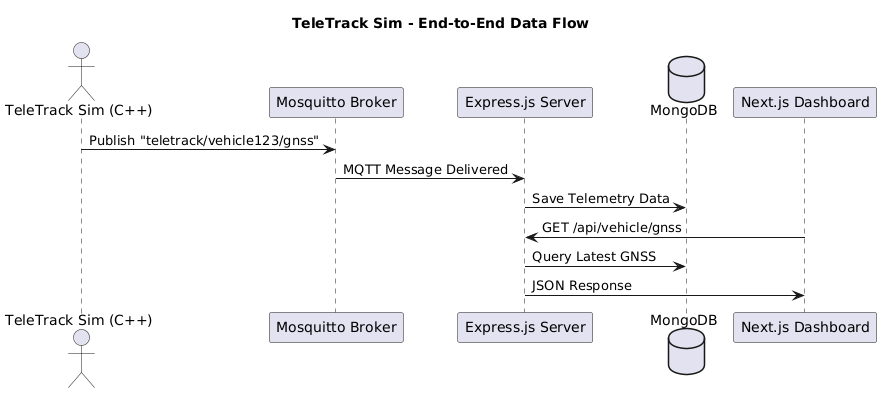 TeleTrack Sim - End-to-End Data Flow
TeleTrack Sim (C++)
Mosquitto Broker
Express.js Server
MongoDB
Next.js Dashboard
Publish "teletrack/vehicle123/gnss"
MQTT Message Delivered
Save Telemetry Data
GET /api/vehicle/gnss
Query Latest GNSS
JSON Response
TeleTrack Sim (C++)
Mosquitto Broker
Express.js Server
MongoDB
Next.js Dashboard